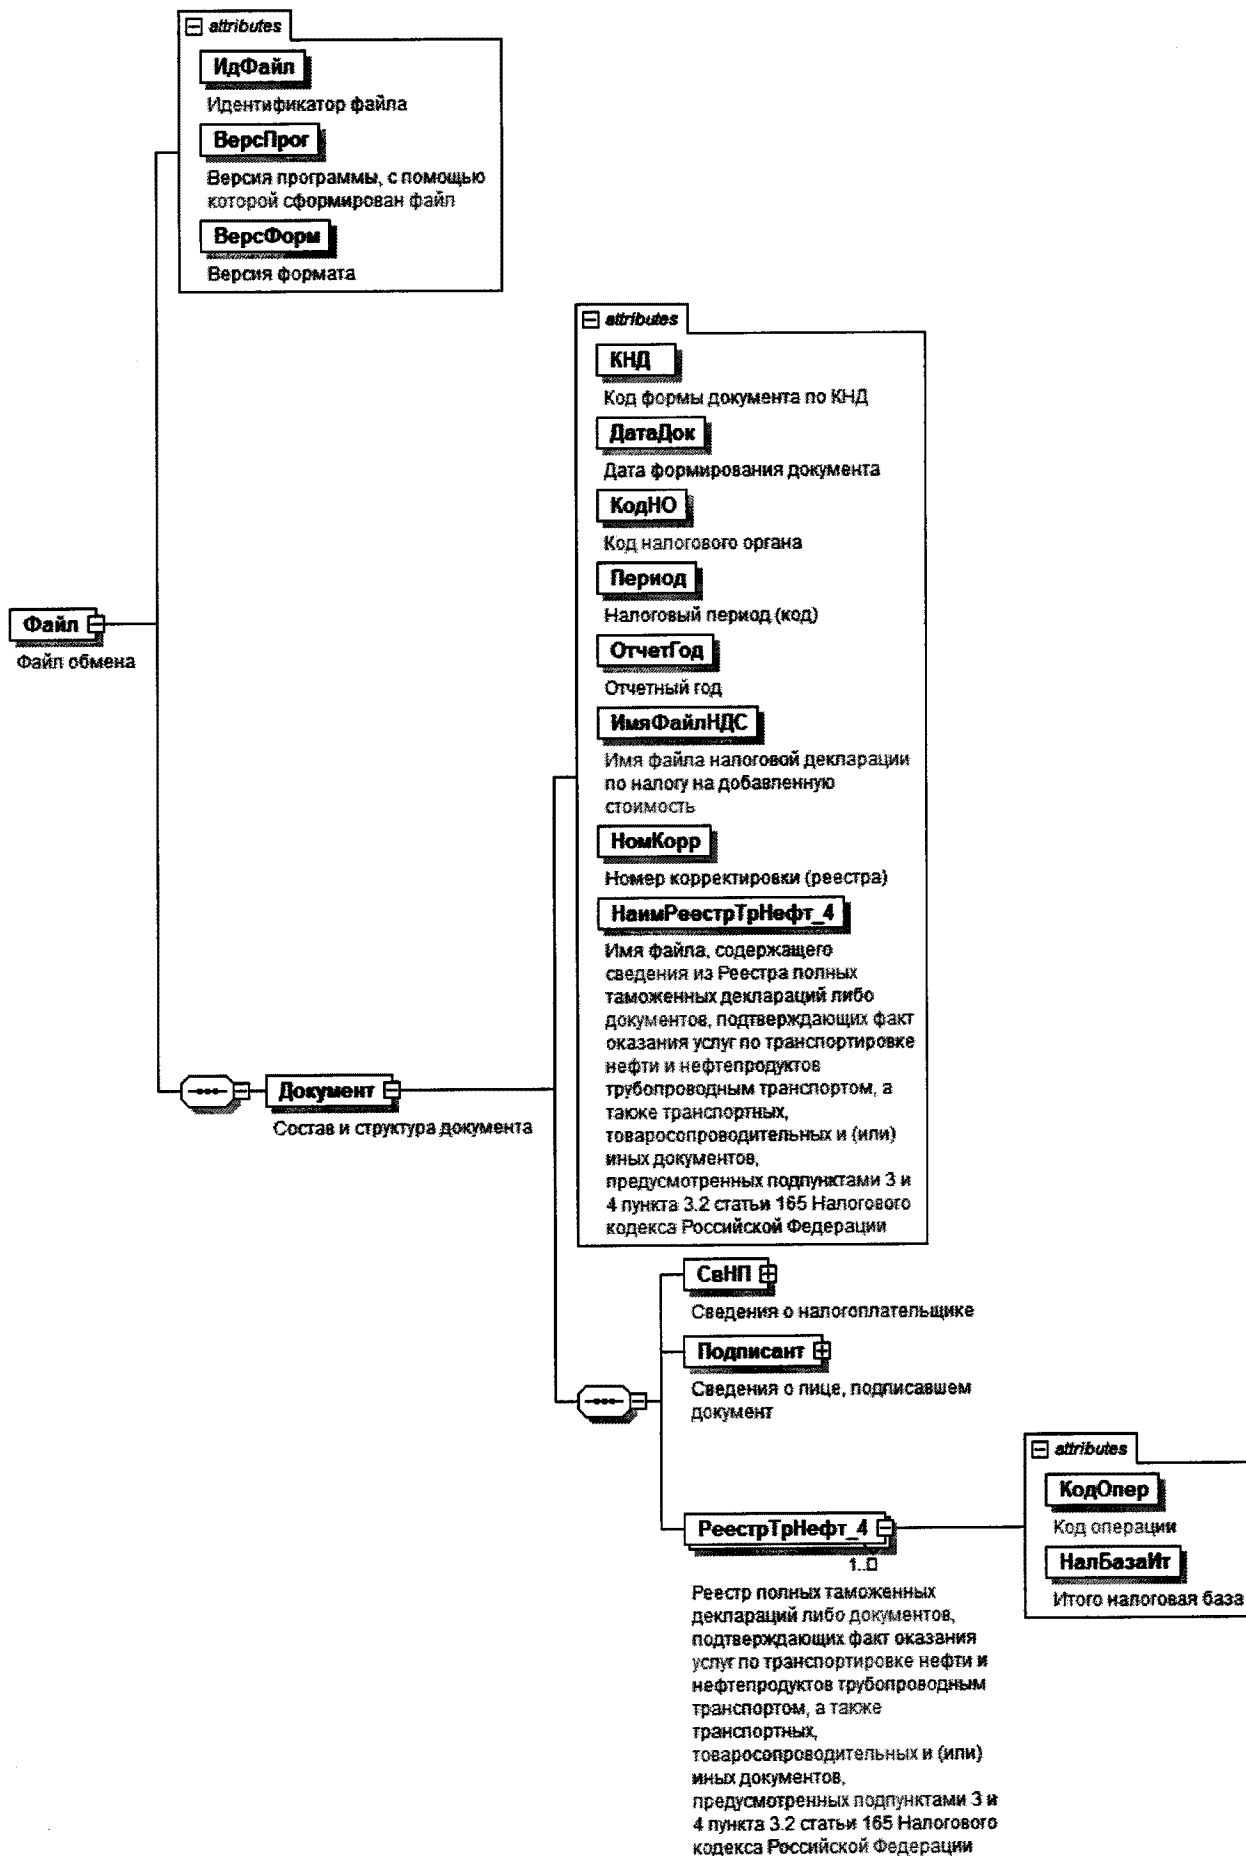 attributes
ИдФайл
Идентификатор файла
ВерсПрог
Версия программы, с помощью
которой сформирован файл
ВерсФорм
Версия формата
attributes
КНД
Код формы документа по КНД
ДатаДок
Дата формирования документа
КодНО
Код налогового органа
Период
Налоговый период (код)
ОтчетГод
Отчетный год
ИмяФайлНДС
Имя файла налоговой декларации
по налогу на добавленную
стоимость
НомКорр
Номер корректировки (реестра)
НаимРеестрТрНефт_4
Имя файла, содержащего
сведения из Реестра полных
таможенных деклараций либо
документов, подтверждающих факт
оказания услуг по транспортировке
нефти и нефтепродуктов
трубопроводным транспортом, а
также транспортных,
товаросопроводительных и (или)
иных документов,
предусмотренных подпунктами 3 и
4 пункта 3.2 статьи 165 Налогового
кодекса Российской Федерации
Файл
Файл обмена
Документ
Состав и структура документа
СвНП
Сведения о налогоплательщике
Подписант
Сведения о лице, подписавшем
документ
attributes
КодОпер
Код операции
НалБазаИт
Итого налоговая база
РеестрТрНефт_4
1..□
Реестр полных таможенных
деклараций либо документов,
подтверждающих факт оказания
услуг по транспортировке нефти и
нефтепродуктов трубопроводным
транспортом, а также
транспортных,
товаросопроводительных и (или)
иных документов,
предусмотренных подпунктами 3 и
4 пункта 3.2 статьи 165 Налогового
кодекса Российской Федерации